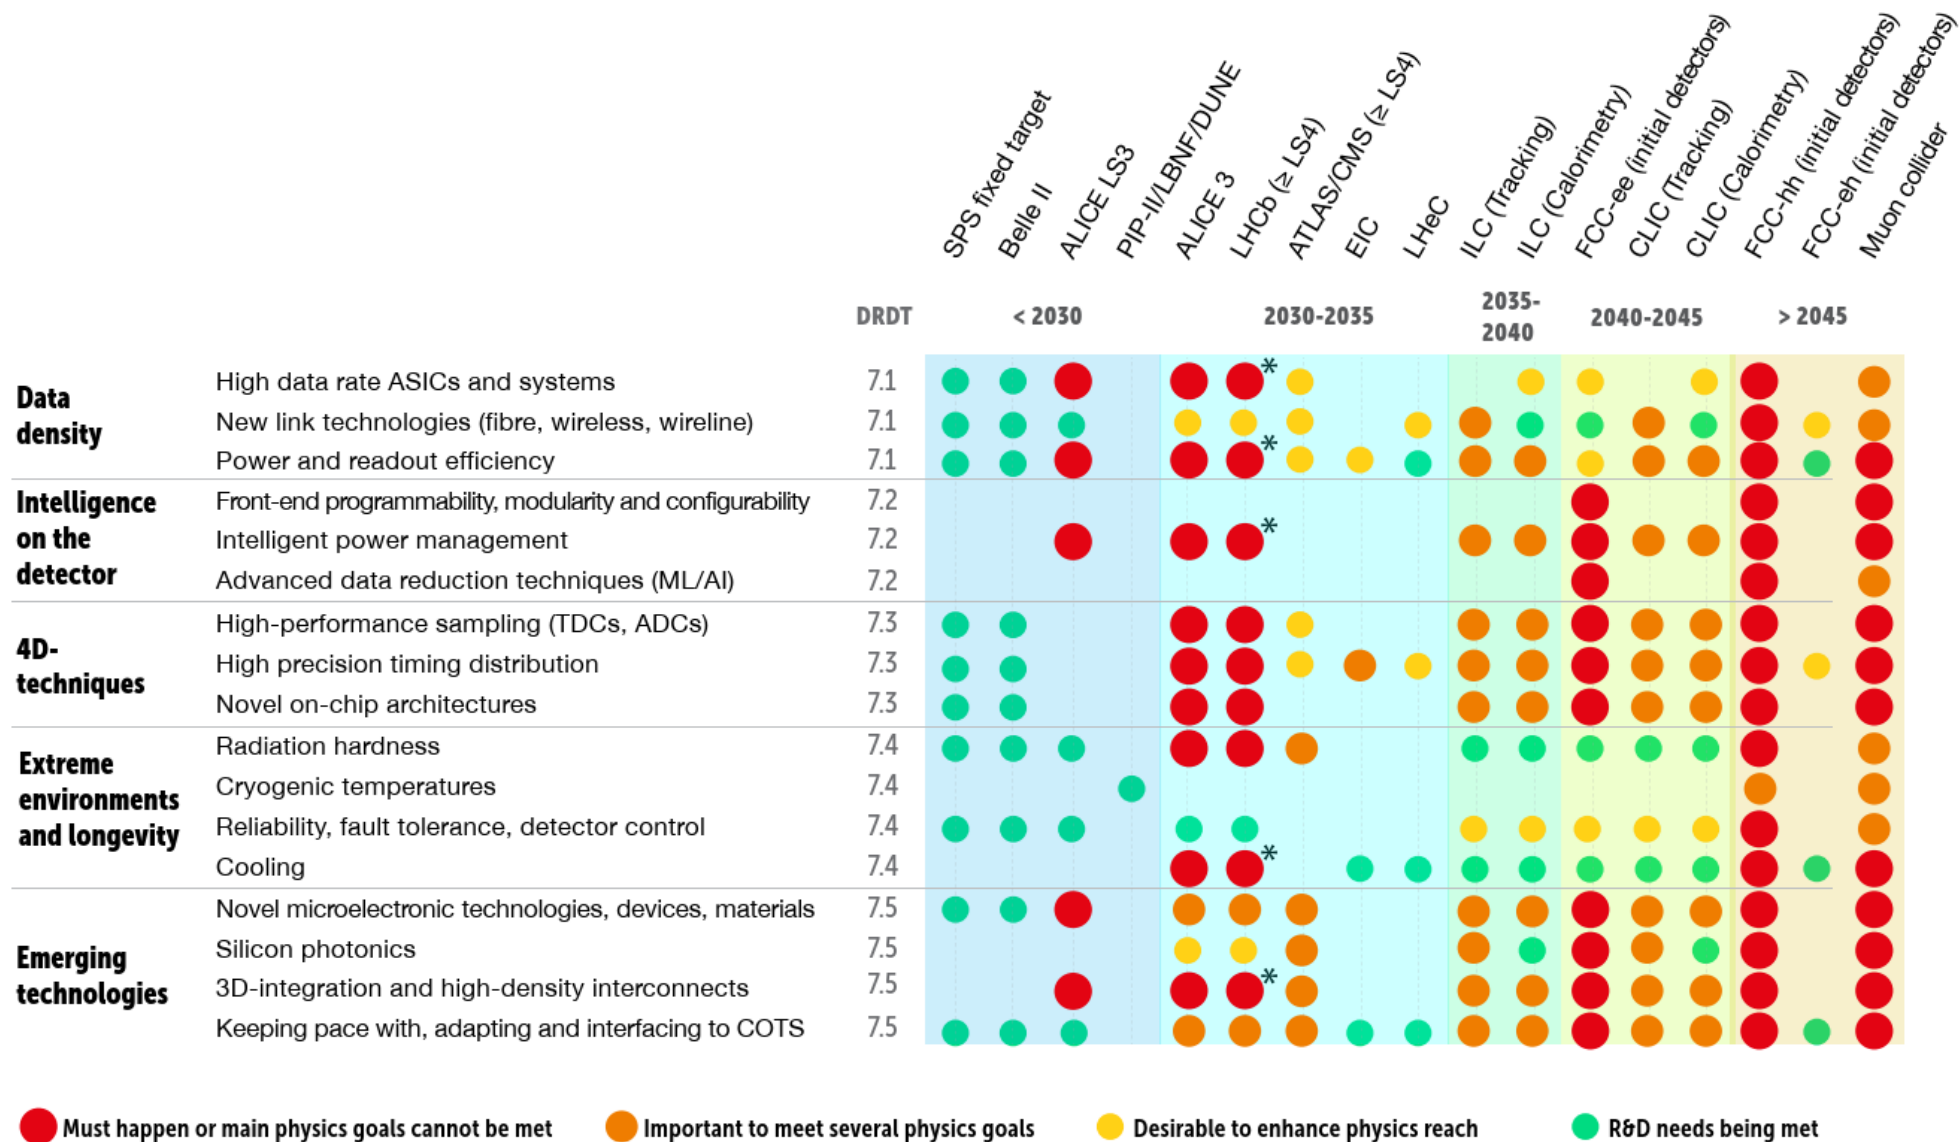 SPS fixed target
Belle II
ALICE LS3
PIP-II/LBNF/DUNE
ALICE 3
LHCb (≥ LS4)
ATLAS/CMS (≥ LS4)
EIC
LHeC
ILC (Tracking)
ILC (Calorimetry)
FCC-ee (initial detectors)
CLIC (Tracking)
CLIC (Calorimetry)
FCC-hh (initial detectors)
FCC-eh (initial detectors)
Muon collider
DRDT
< 2030
2030-2035
2035-
2040
2040-2045
> 2045
Data
density
High data rate ASICs and systems 7.1 *
New link technologies (fibre, wireless, wireline) 7.1
Power and readout efficiency 7.1 *
Intelligence
on the
detector
Front-end programmability, modularity and configurability 7.2
Intelligent power management 7.2 *
Advanced data reduction techniques (ML/AI) 7.2
4D-
techniques
High-performance sampling (TDCs, ADCs) 7.3
High precision timing distribution 7.3
Novel on-chip architectures 7.3
Extreme
environments
and longevity
Radiation hardness 7.4
Cryogenic temperatures 7.4
Reliability, fault tolerance, detector control 7.4
Cooling 7.4 *
Emerging
technologies
Novel microelectronic technologies, devices, materials 7.5
Silicon photonics 7.5
3D-integration and high-density interconnects 7.5 *
Keeping pace with, adapting and interfacing to COTS 7.5
Must happen or main physics goals cannot be met
Important to meet several physics goals
Desirable to enhance physics reach
R&D needs being met